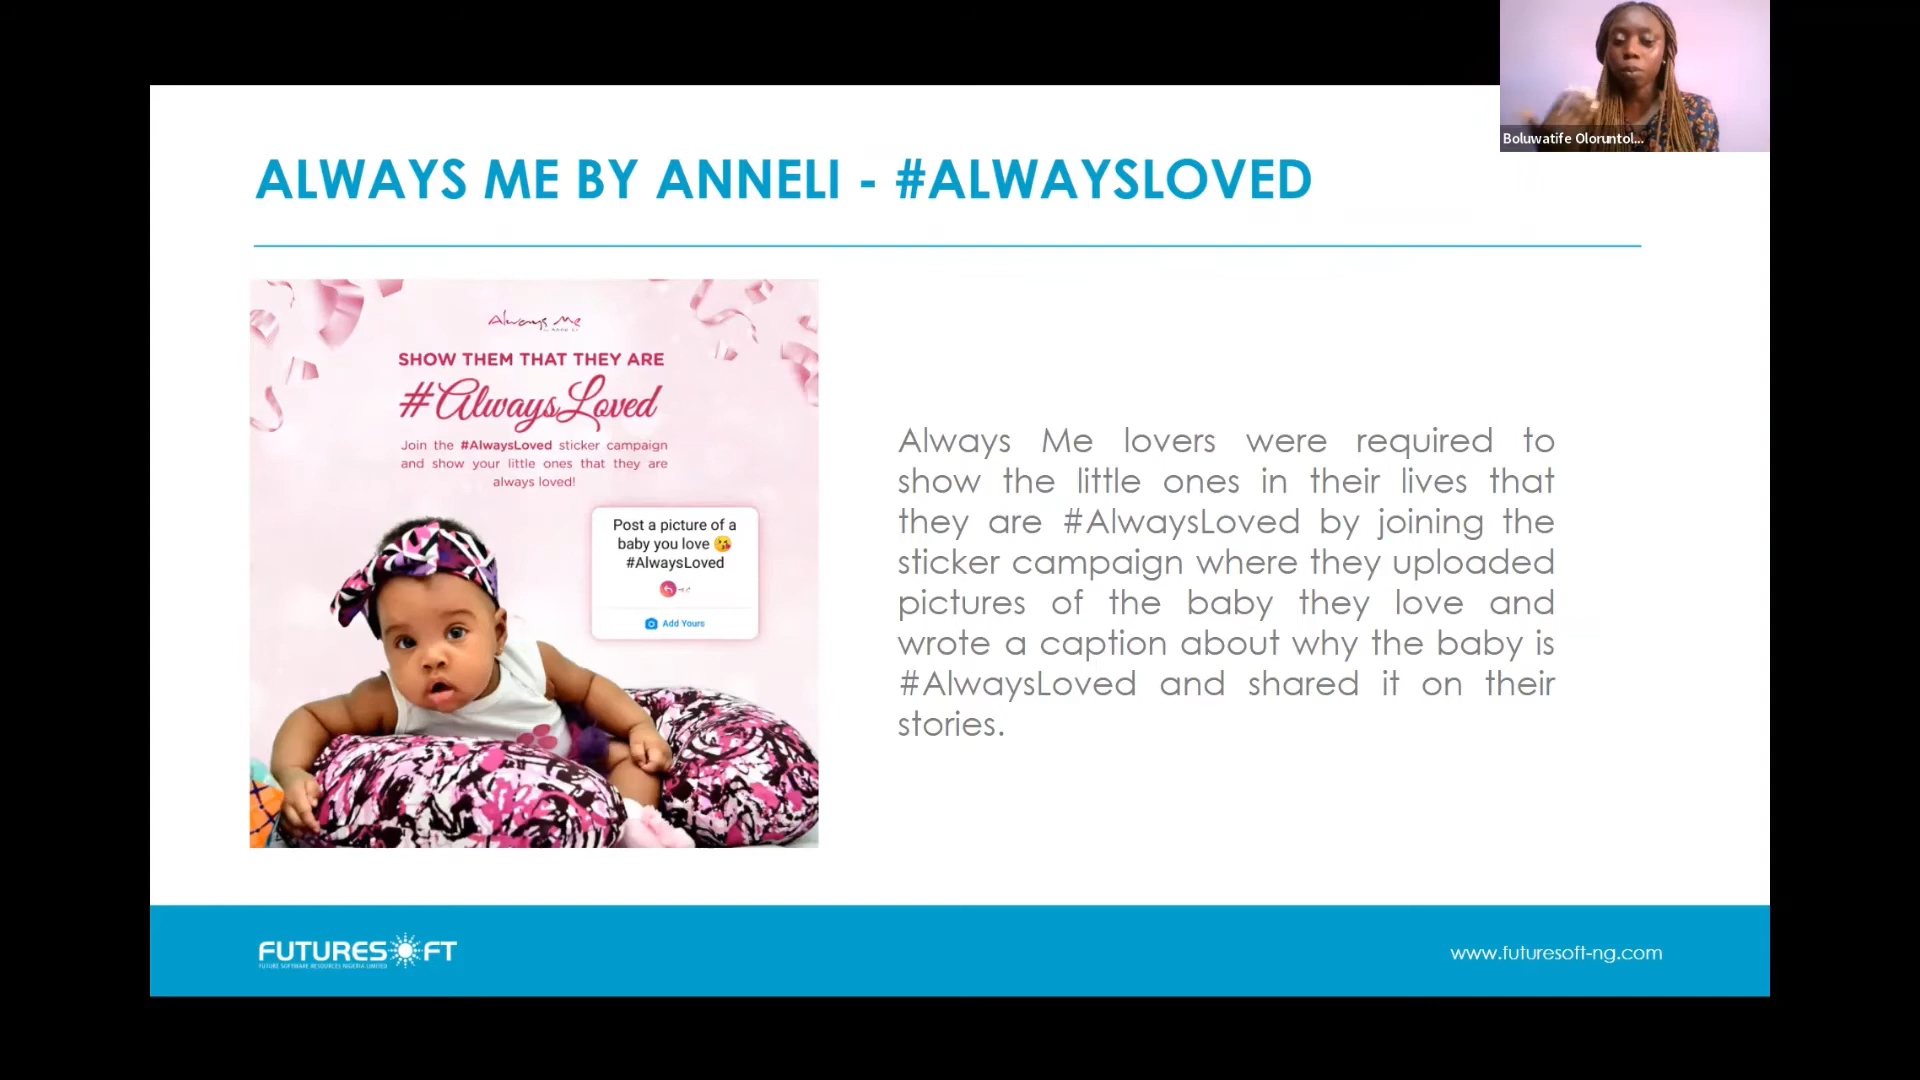 Boluwatife Oloruntol...
ALWAYS ME BY ANNELI - #ALWAYSLOVED
Always Me
SHOW THEM THAT THEY ARE
#AlwaysLoved
Join the #AlwaysLoved sticker campaign
and show your little ones that they are
always loved!
Post a picture of a
baby you love 😘
#AlwaysLoved
Add Yours
Always Me lovers were required to
show the little ones in their lives that
they are #AlwaysLoved by joining the
sticker campaign where they uploaded
pictures of the baby they love and
wrote a caption about why the baby is
#AlwaysLoved and shared it on their
stories.
FUTURESOFT
FUTURE SOFTWARE RESOURCES NIGERIA LIMITED
www.futuresoft-ng.com